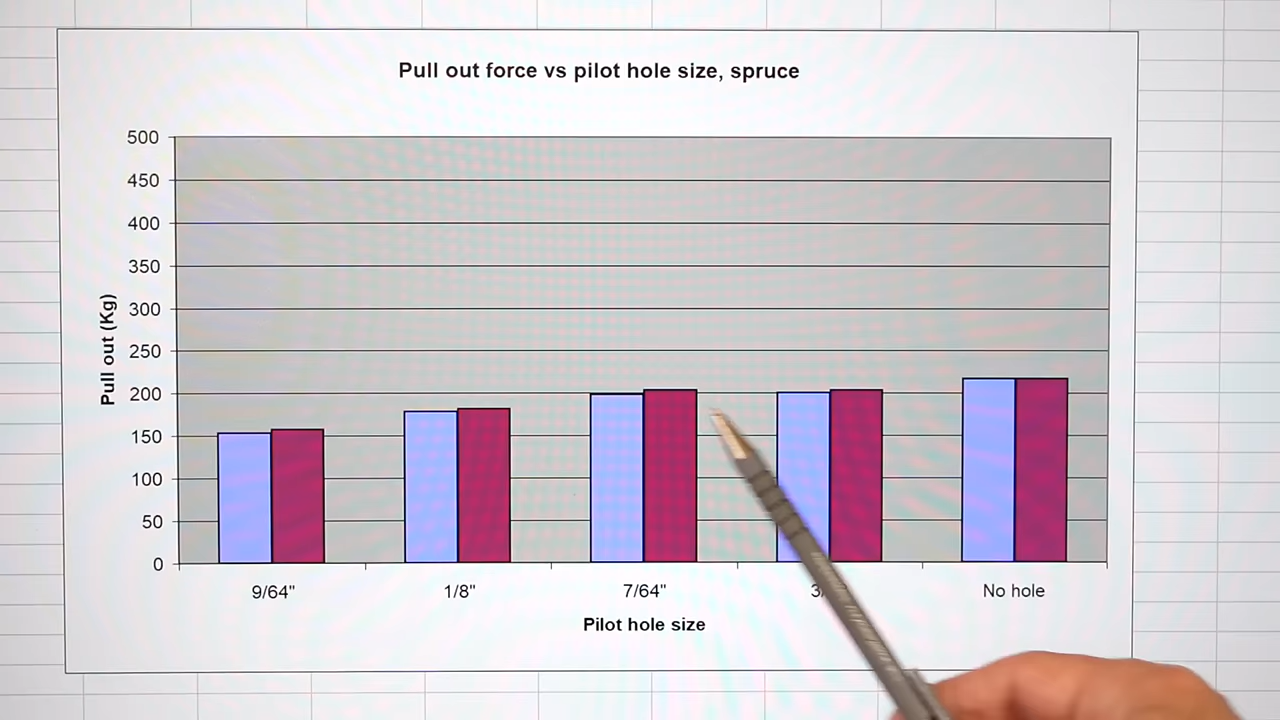 Pull out force vs pilot hole size, spruce
500
450
400
350
300
250
200
150
100
50
0
Pull out (Kg)
9/64" 1/8" 7/64" No hole
Pilot hole size